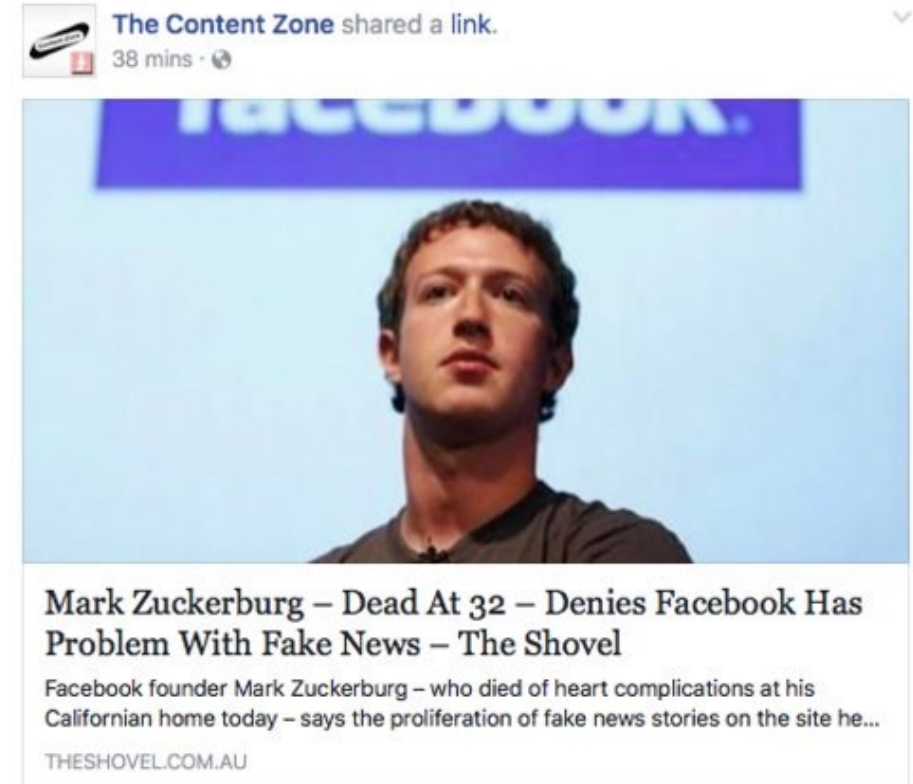 The Content Zone shared a link.
38 mins ·
facebook.
Mark Zuckerburg – Dead At 32 – Denies Facebook Has
Problem With Fake News – The Shovel
Facebook founder Mark Zuckerburg – who died of heart complications at his
Californian home today – says the proliferation of fake news stories on the site he...
THESHOVEL.COM.AU